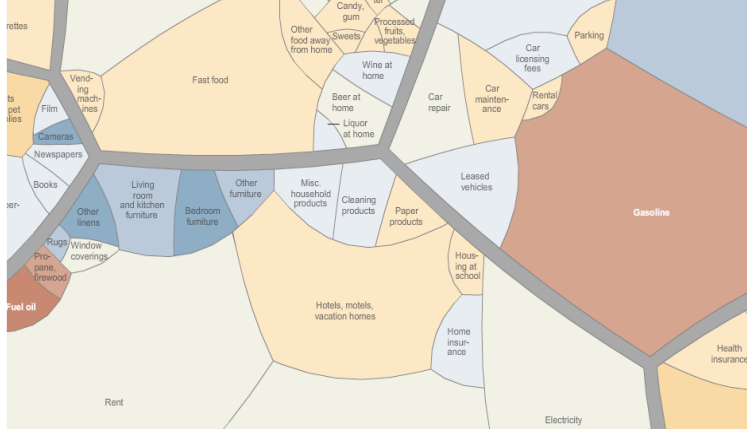 Candy,
gum
rettes
Other
food away
from home
Sweets
Processed
fruits,
vegetables
Parking
Car
licensing
fees
Wine at
home
Fast food
Vend-
ing
mach-
ines
Film
Cameras
Newspapers
Books
Beer at
home
Liquor
at home
Car
repair
Car
mainten-
ance
Rental
cars
Leased
vehicles
Gasoline
Living
room
and kitchen
furniture
Other
linens
Bedroom
furniture
Other
furniture
Misc.
household
products
Cleaning
products
Paper
products
Rugs
Window
coverings
Pro-
pane,
firewood
Fuel oil
Hous-
ing at
school
Hotels, motels,
vacation homes
Home
insur-
ance
Health
insurance
Rent
Electricity